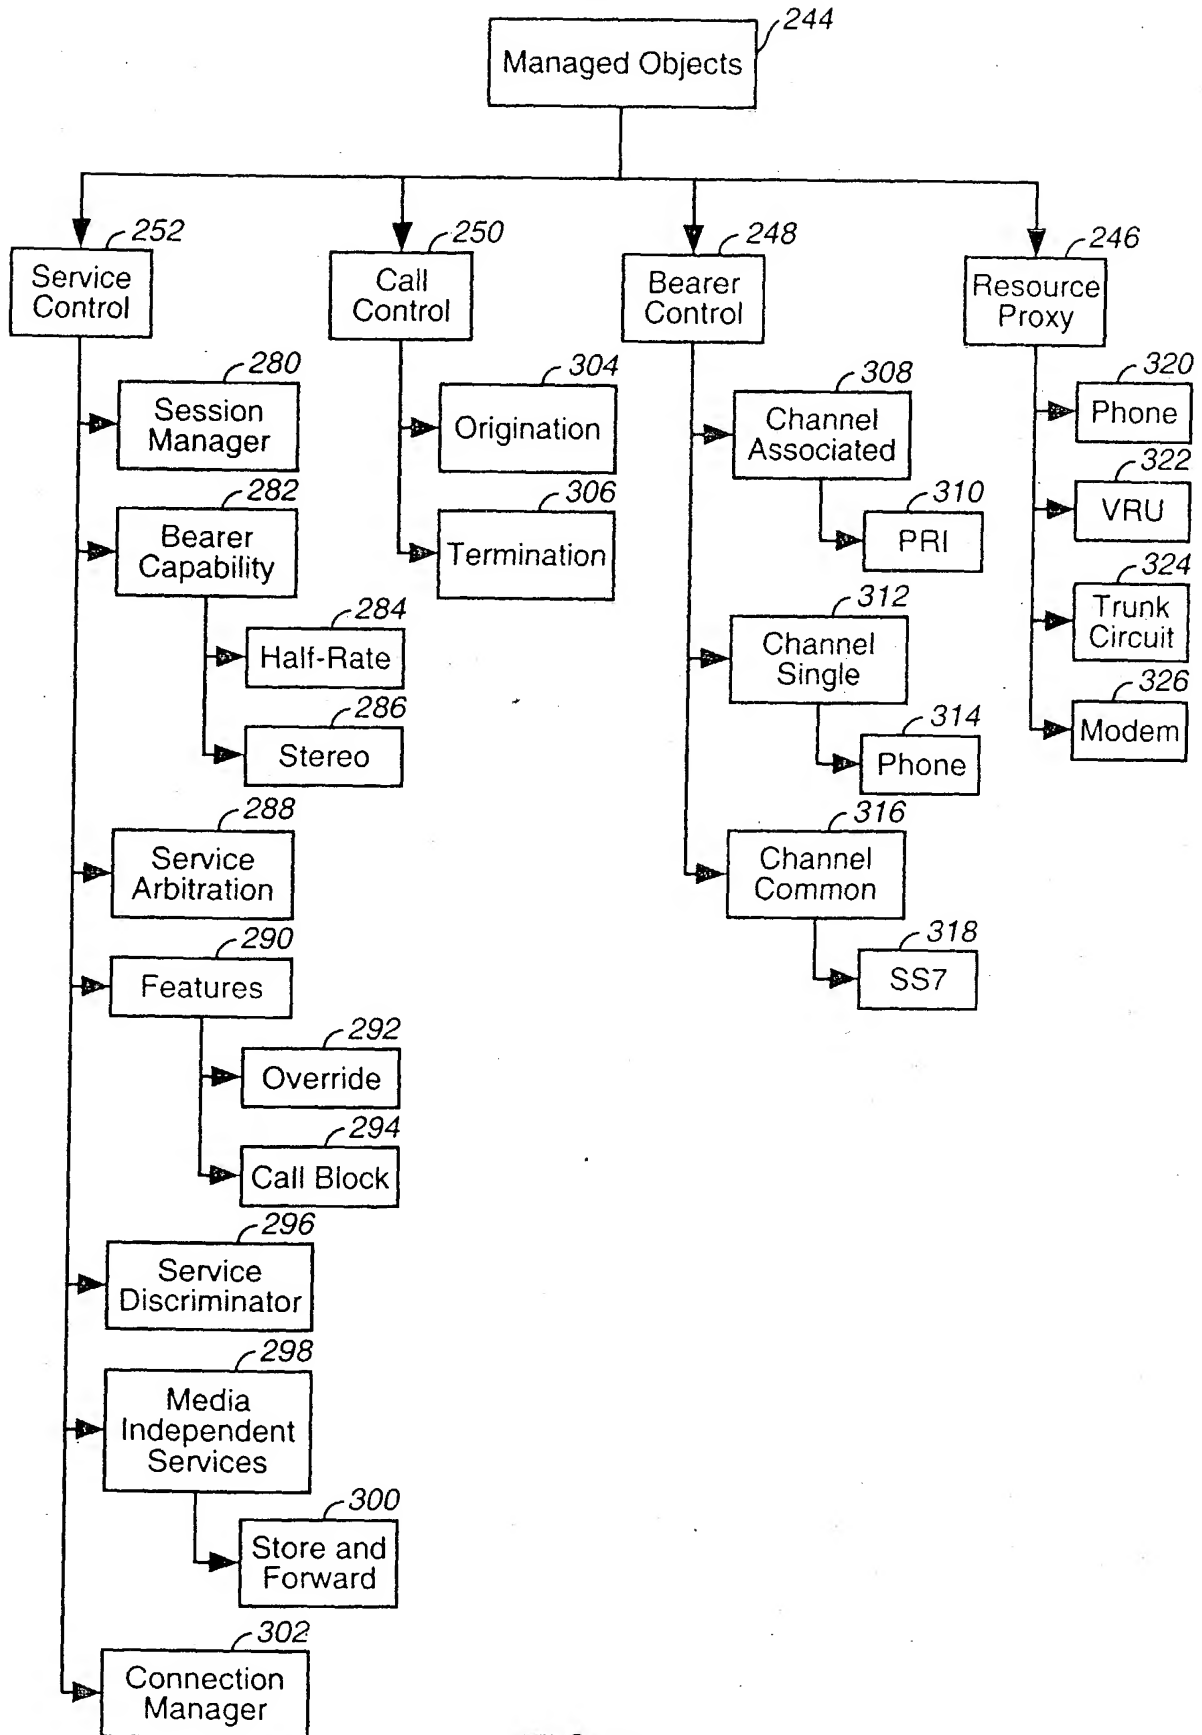 244
Managed Objects
252
Service
Control
250
Call
Control
248
Bearer
Control
246
Resource
Proxy
280
Session
Manager
282
Bearer
Capability
284
Half-Rate
286
Stereo
288
Service
Arbitration
290
Features
292
Override
294
Call Block
296
Service
Discriminator
298
Media
Independent
Services
300
Store and
Forward
302
Connection
Manager
304
Origination
306
Termination
308
Channel
Associated
310
PRI
312
Channel
Single
314
Phone
316
Channel
Common
318
SS7
320
Phone
322
VRU
324
Trunk
Circuit
326
Modem